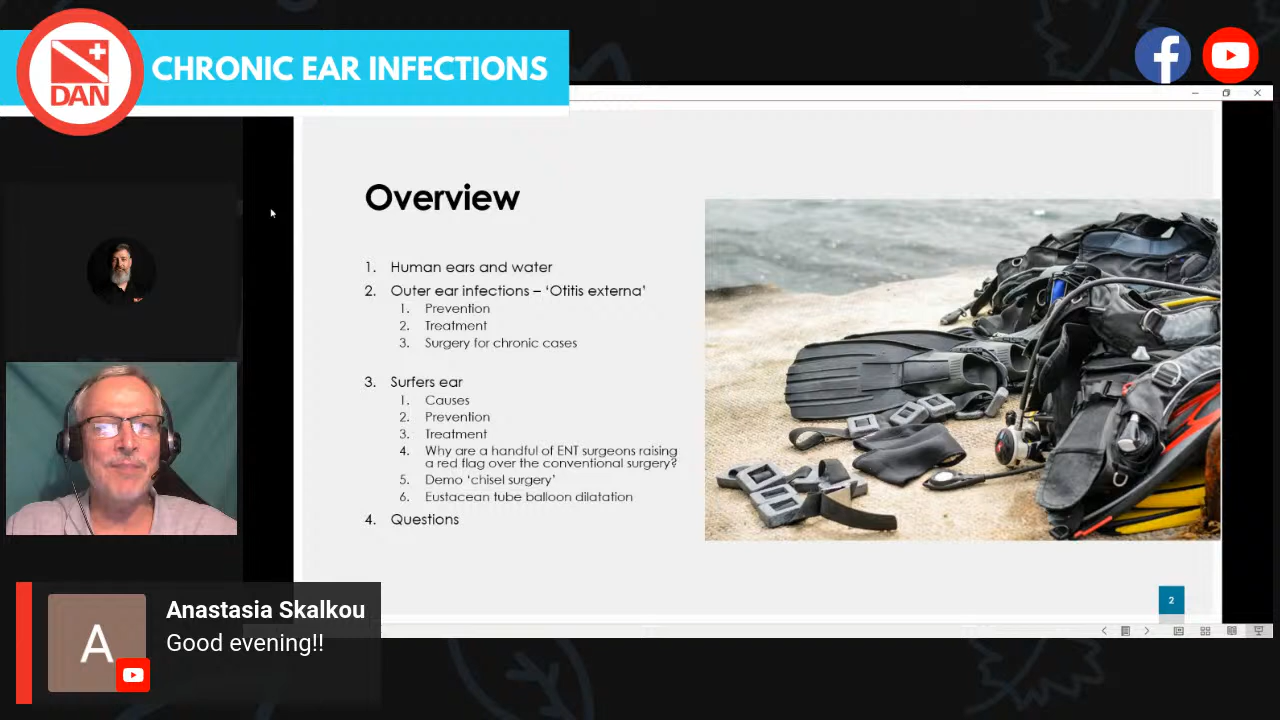 DAN
CHRONIC EAR INFECTIONS
Overview
1. Human ears and water
2. Outer ear infections – ‘Otitis externa’
1. Prevention
2. Treatment
3. Surgery for chronic cases
3. Surfers ear
1. Causes
2. Prevention
3. Treatment
4. Why are a handful of ENT surgeons raising
a red flag over the conventional surgery?
5. Demo ‘chisel surgery’
6. Eustacean tube balloon dilatation
4. Questions
2
A
Anastasia Skalkou
Good evening!!